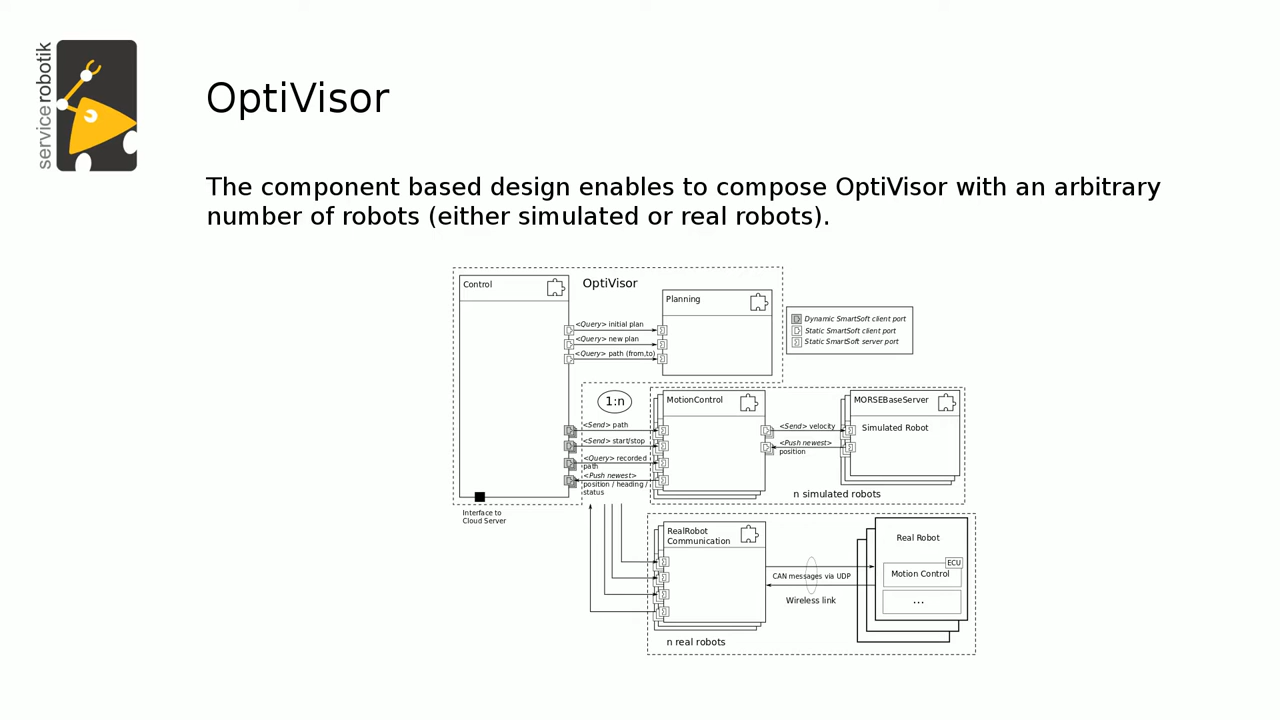 servicerobotik
OptiVisor
The component based design enables to compose OptiVisor with an arbitrary
number of robots (either simulated or real robots).
Control
OptiVisor
Planning
<Query> initial plan
<Query> new plan
<Query> path (from,to)
Dynamic SmartSoft client port
Static SmartSoft client port
Static SmartSoft server port
1:n
MotionControl
MORSEBaseServer
Simulated Robot
<Send> path
<Send> start/stop
<Query> recorded
path
<Push newest>
position / heading /
status
<Send> velocity
<Push newest>
position
n simulated robots
Interface to
Cloud Server
RealRobot
Communication
CAN messages via UDP
Wireless link
Real Robot
ECU
Motion Control
...
n real robots